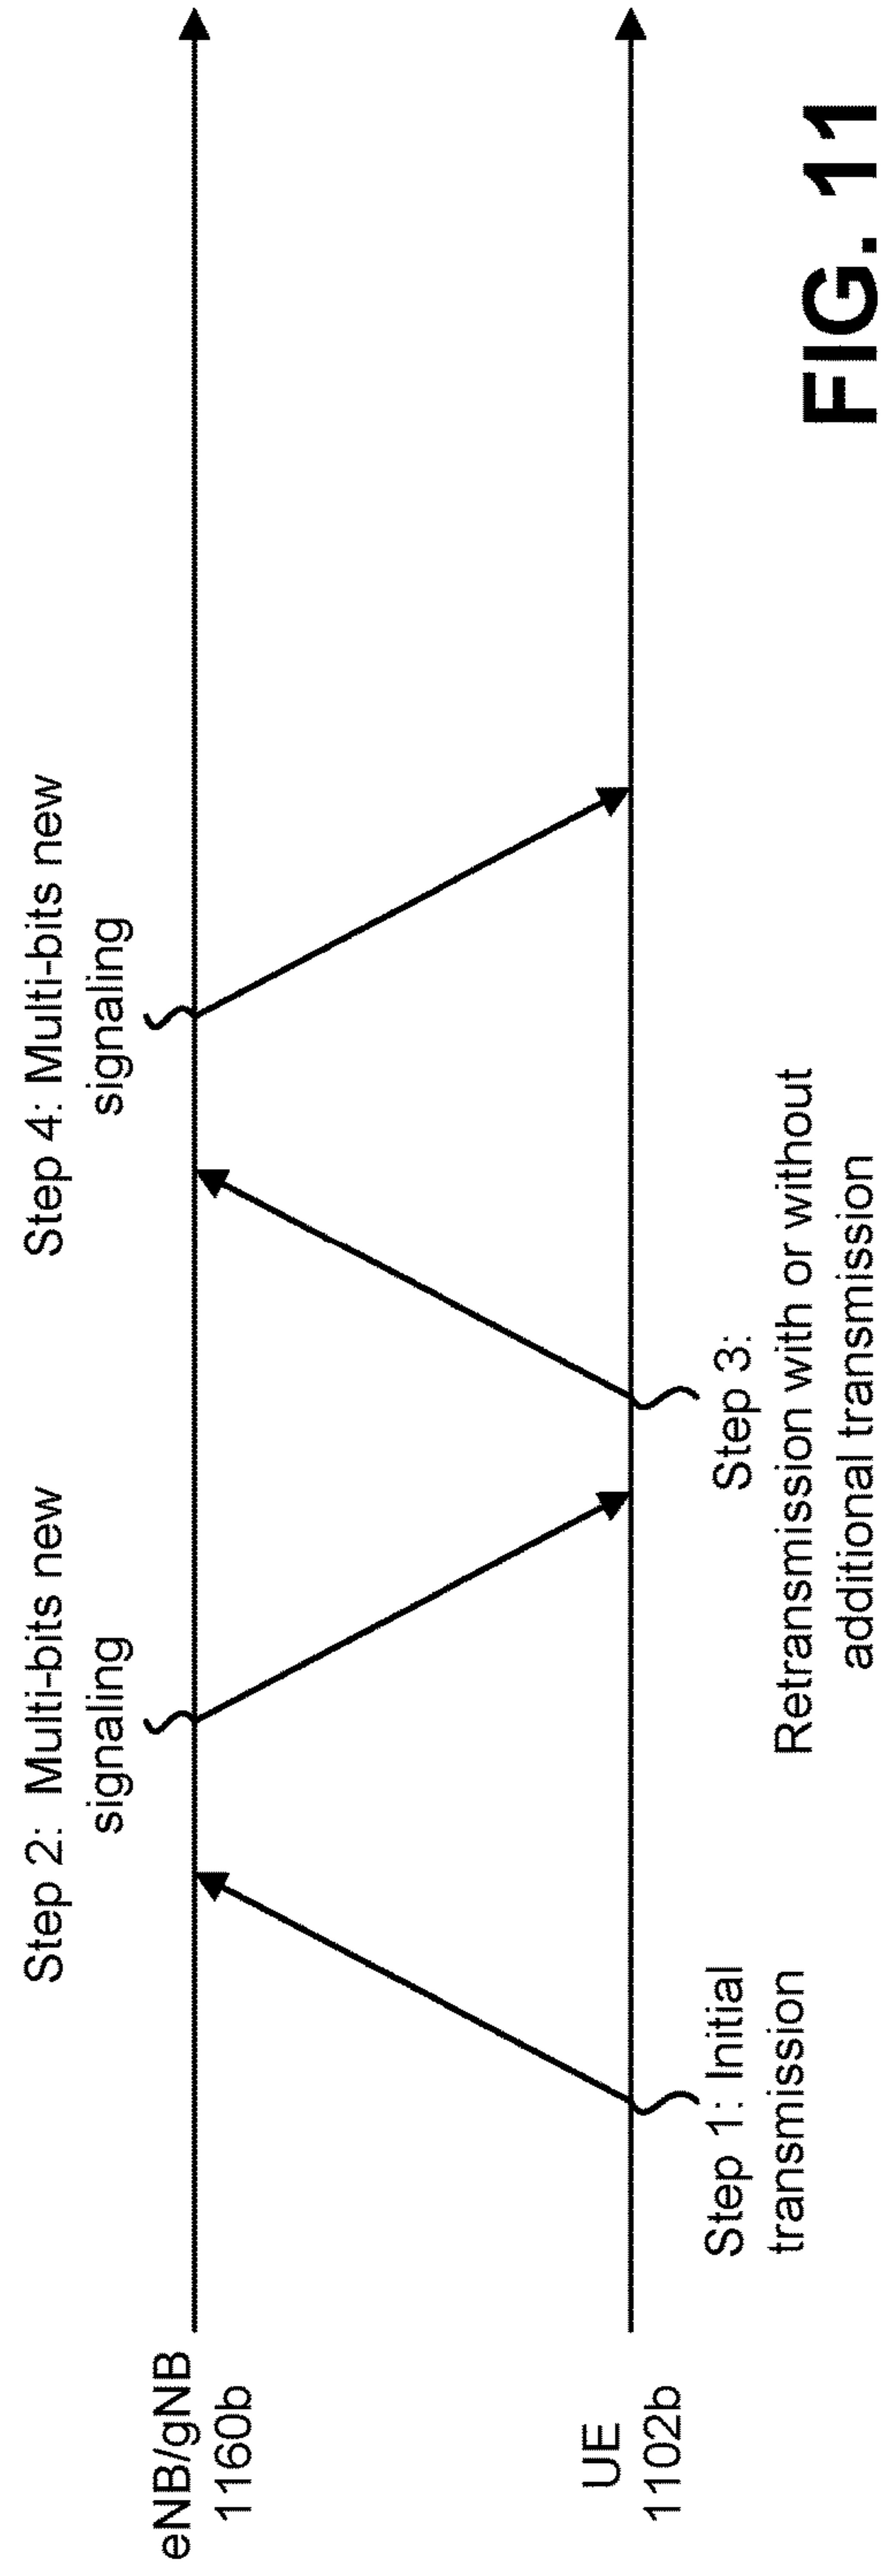 Step 2:  Multi-bits new
signaling
Step 4: Multi-bits new
signaling
eNB/gNB
1160b
UE
1102b
Step 1: Initial
transmission
Step 3:
Retransmission with or without
additional transmission
FIG. 11